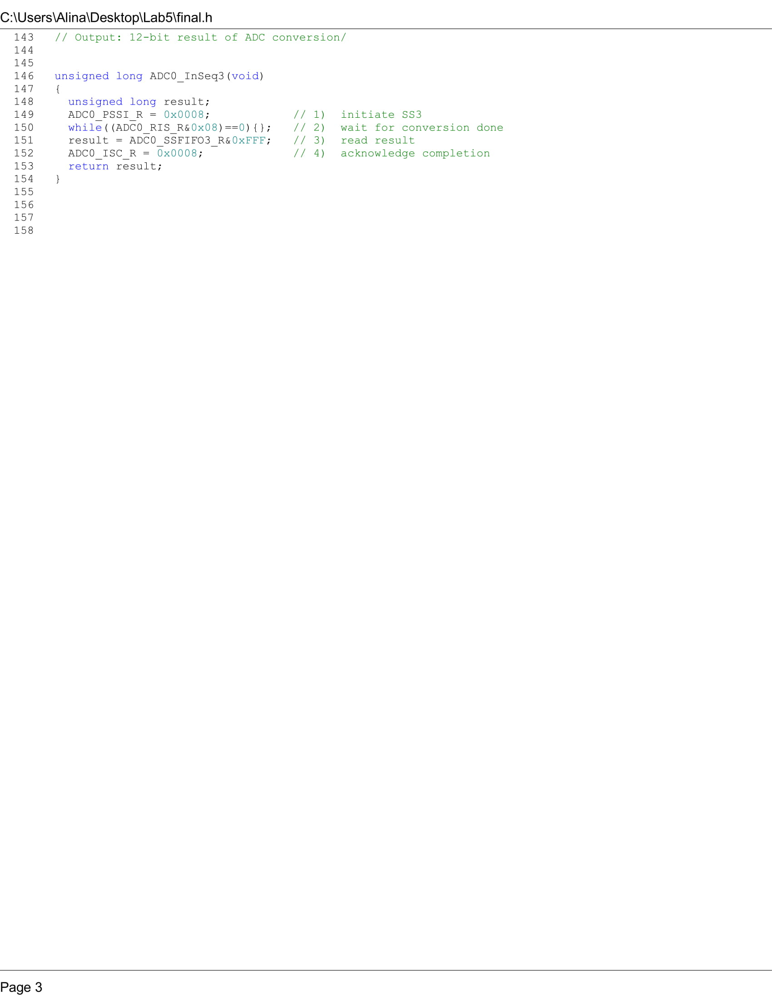 C:\Users\Alina\Desktop\Lab5\final.h
143 // Output: 12-bit result of ADC conversion/
144
145
146 unsigned long ADC0_InSeq3(void)
147 {
148 unsigned long result;
149 ADC0_PSSI_R = 0x0008; // 1) initiate SS3
150 while((ADC0_RIS_R&0x08)==0){}; // 2) wait for conversion done
151 result = ADC0_SSFIFO3_R&0xFFF; // 3) read result
152 ADC0_ISC_R = 0x0008; // 4) acknowledge completion
153 return result;
154 }
155
156
157
158
Page 3